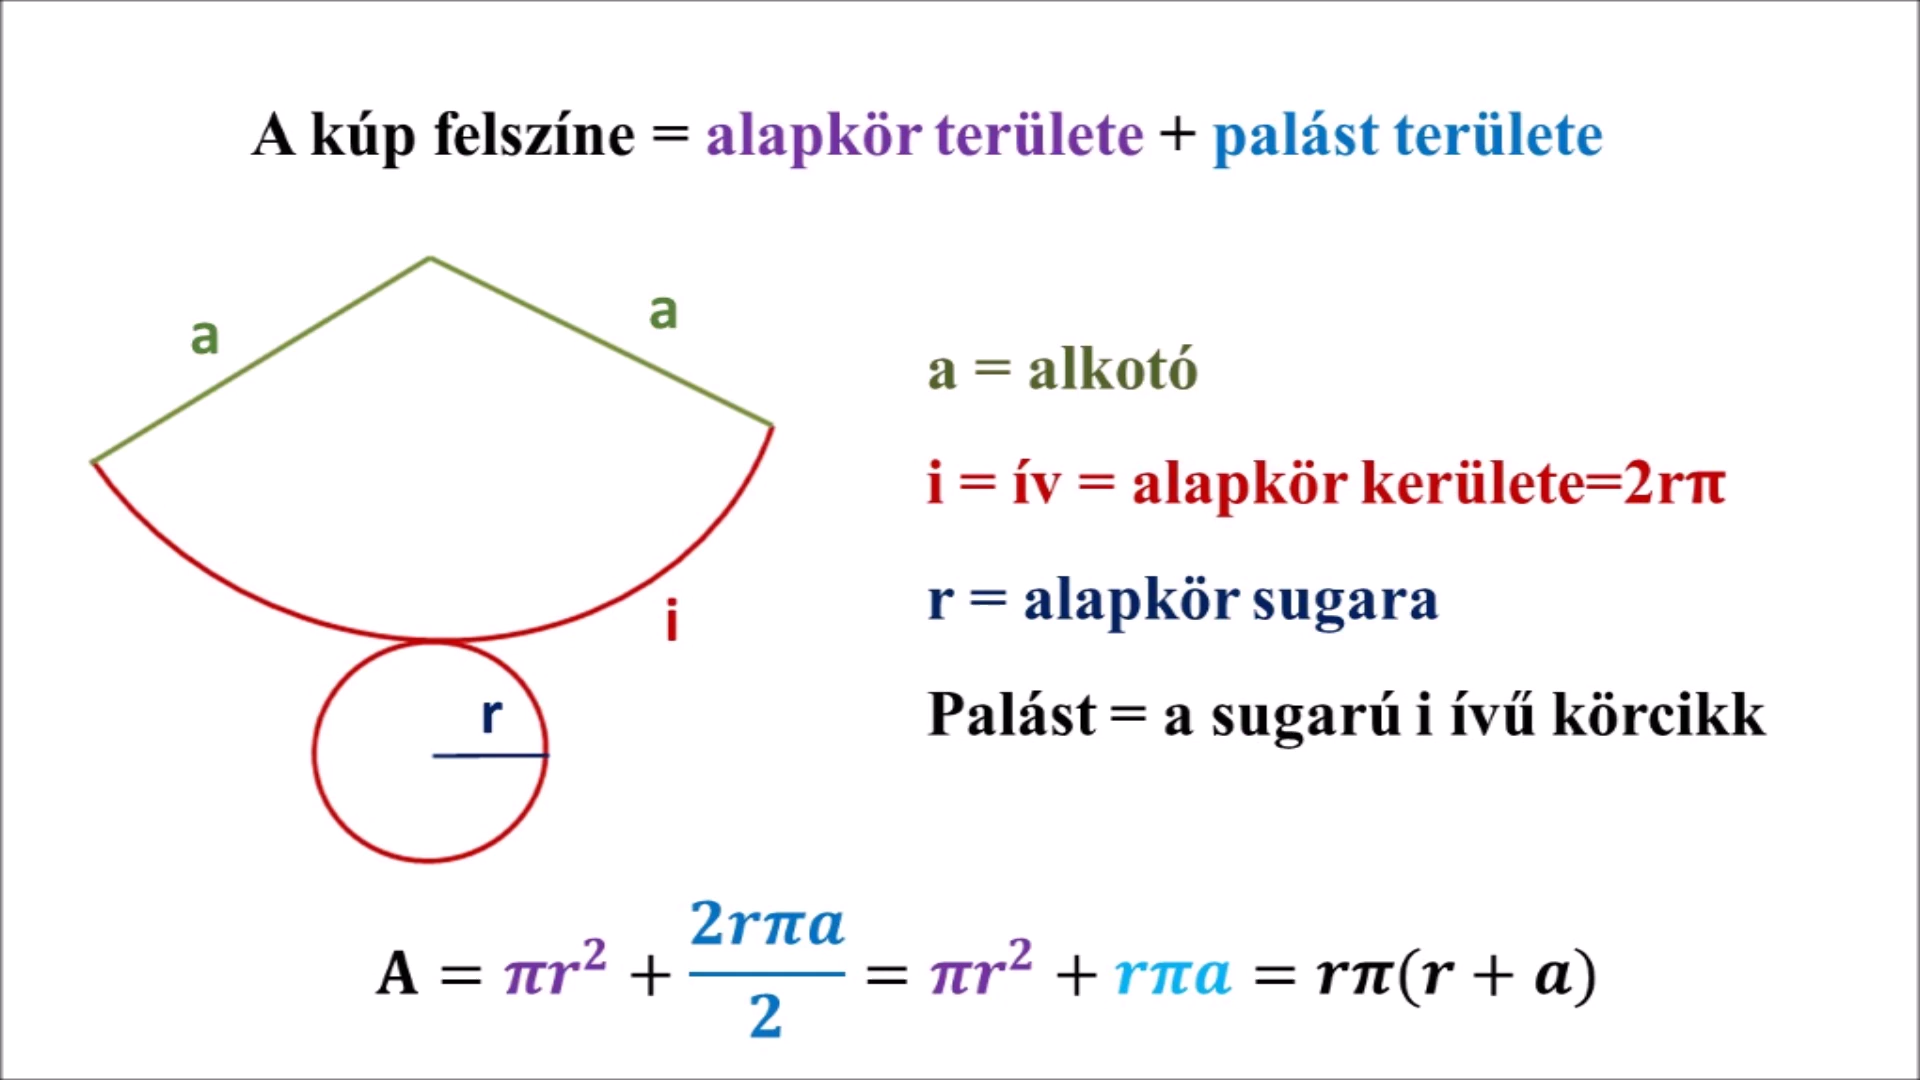 A kúp felszíne = alapkör területe + palást területe
a
a
a = alkotó
i = ív = alapkör kerülete=2rπ
i
r = alapkör sugara
r
Palást = a sugarú i ívű körcikk
A = πr² + 2rπa/2 = πr² + rπa = rπ(r + a)